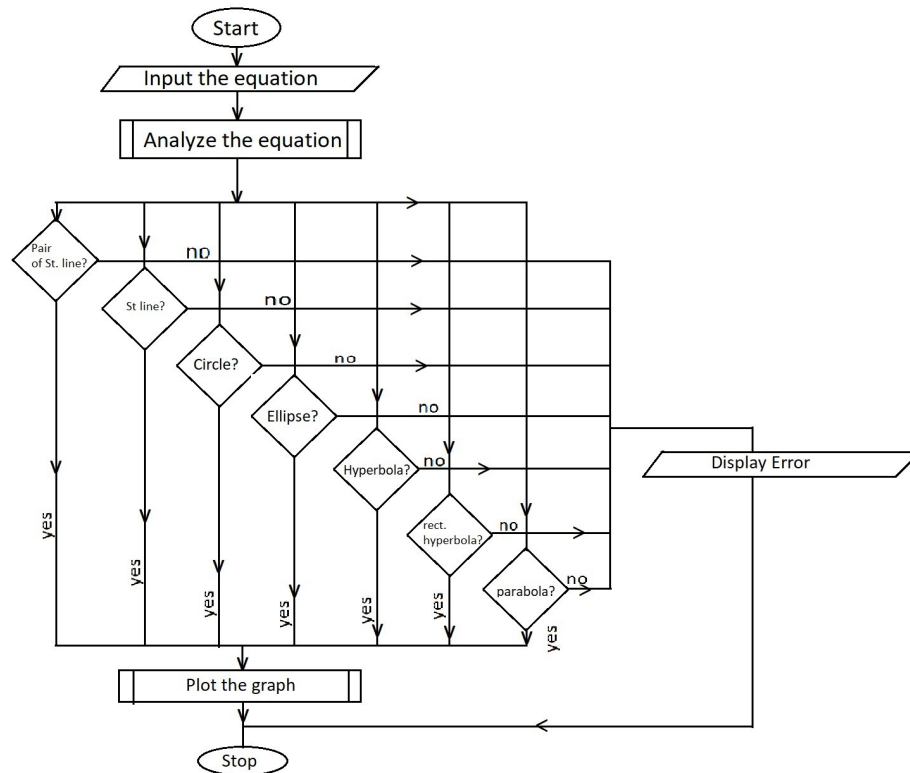 Start
Input the equation
Analyze the equation
Pair
of St. line?
no
St line?
no
Circle?
no
Ellipse?
no
Hyperbola?
no
Display Error
rect.
hyperbola?
no
parabola?
no
yes
yes
yes
yes
yes
yes
yes
Plot the graph
Stop